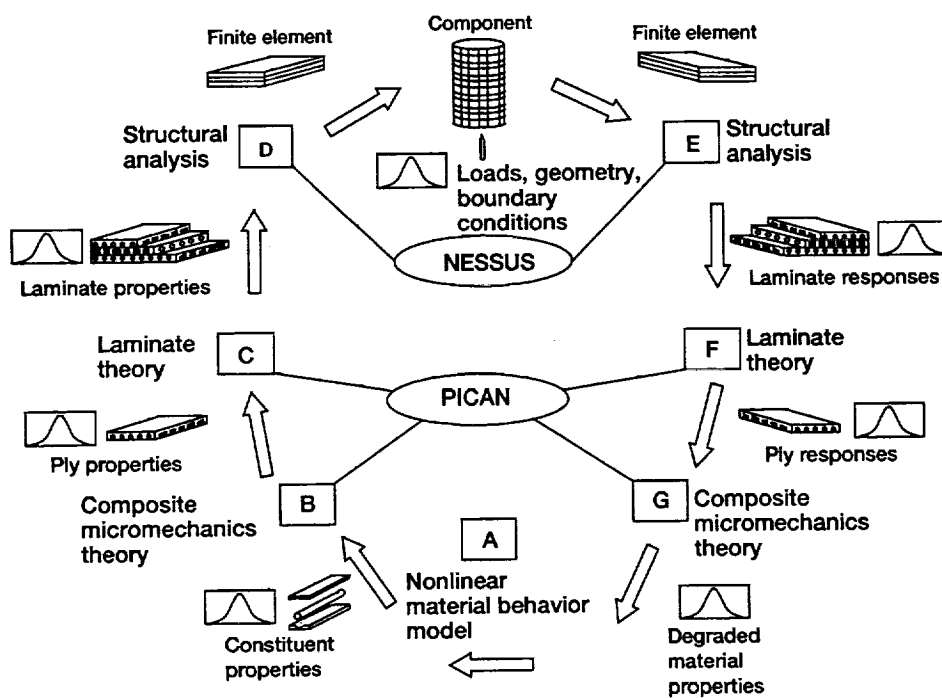 Component
Finite element
Finite element
Structural
analysis
D
E
Structural
analysis
Loads, geometry,
boundary
conditions
NESSUS
Laminate properties
Laminate responses
Laminate
theory
C
F
Laminate
theory
PICAN
Ply properties
Ply responses
Composite
micromechanics
theory
B
G
Composite
micromechanics
theory
A
Nonlinear
material behavior
model
Constituent
properties
Degraded
material
properties